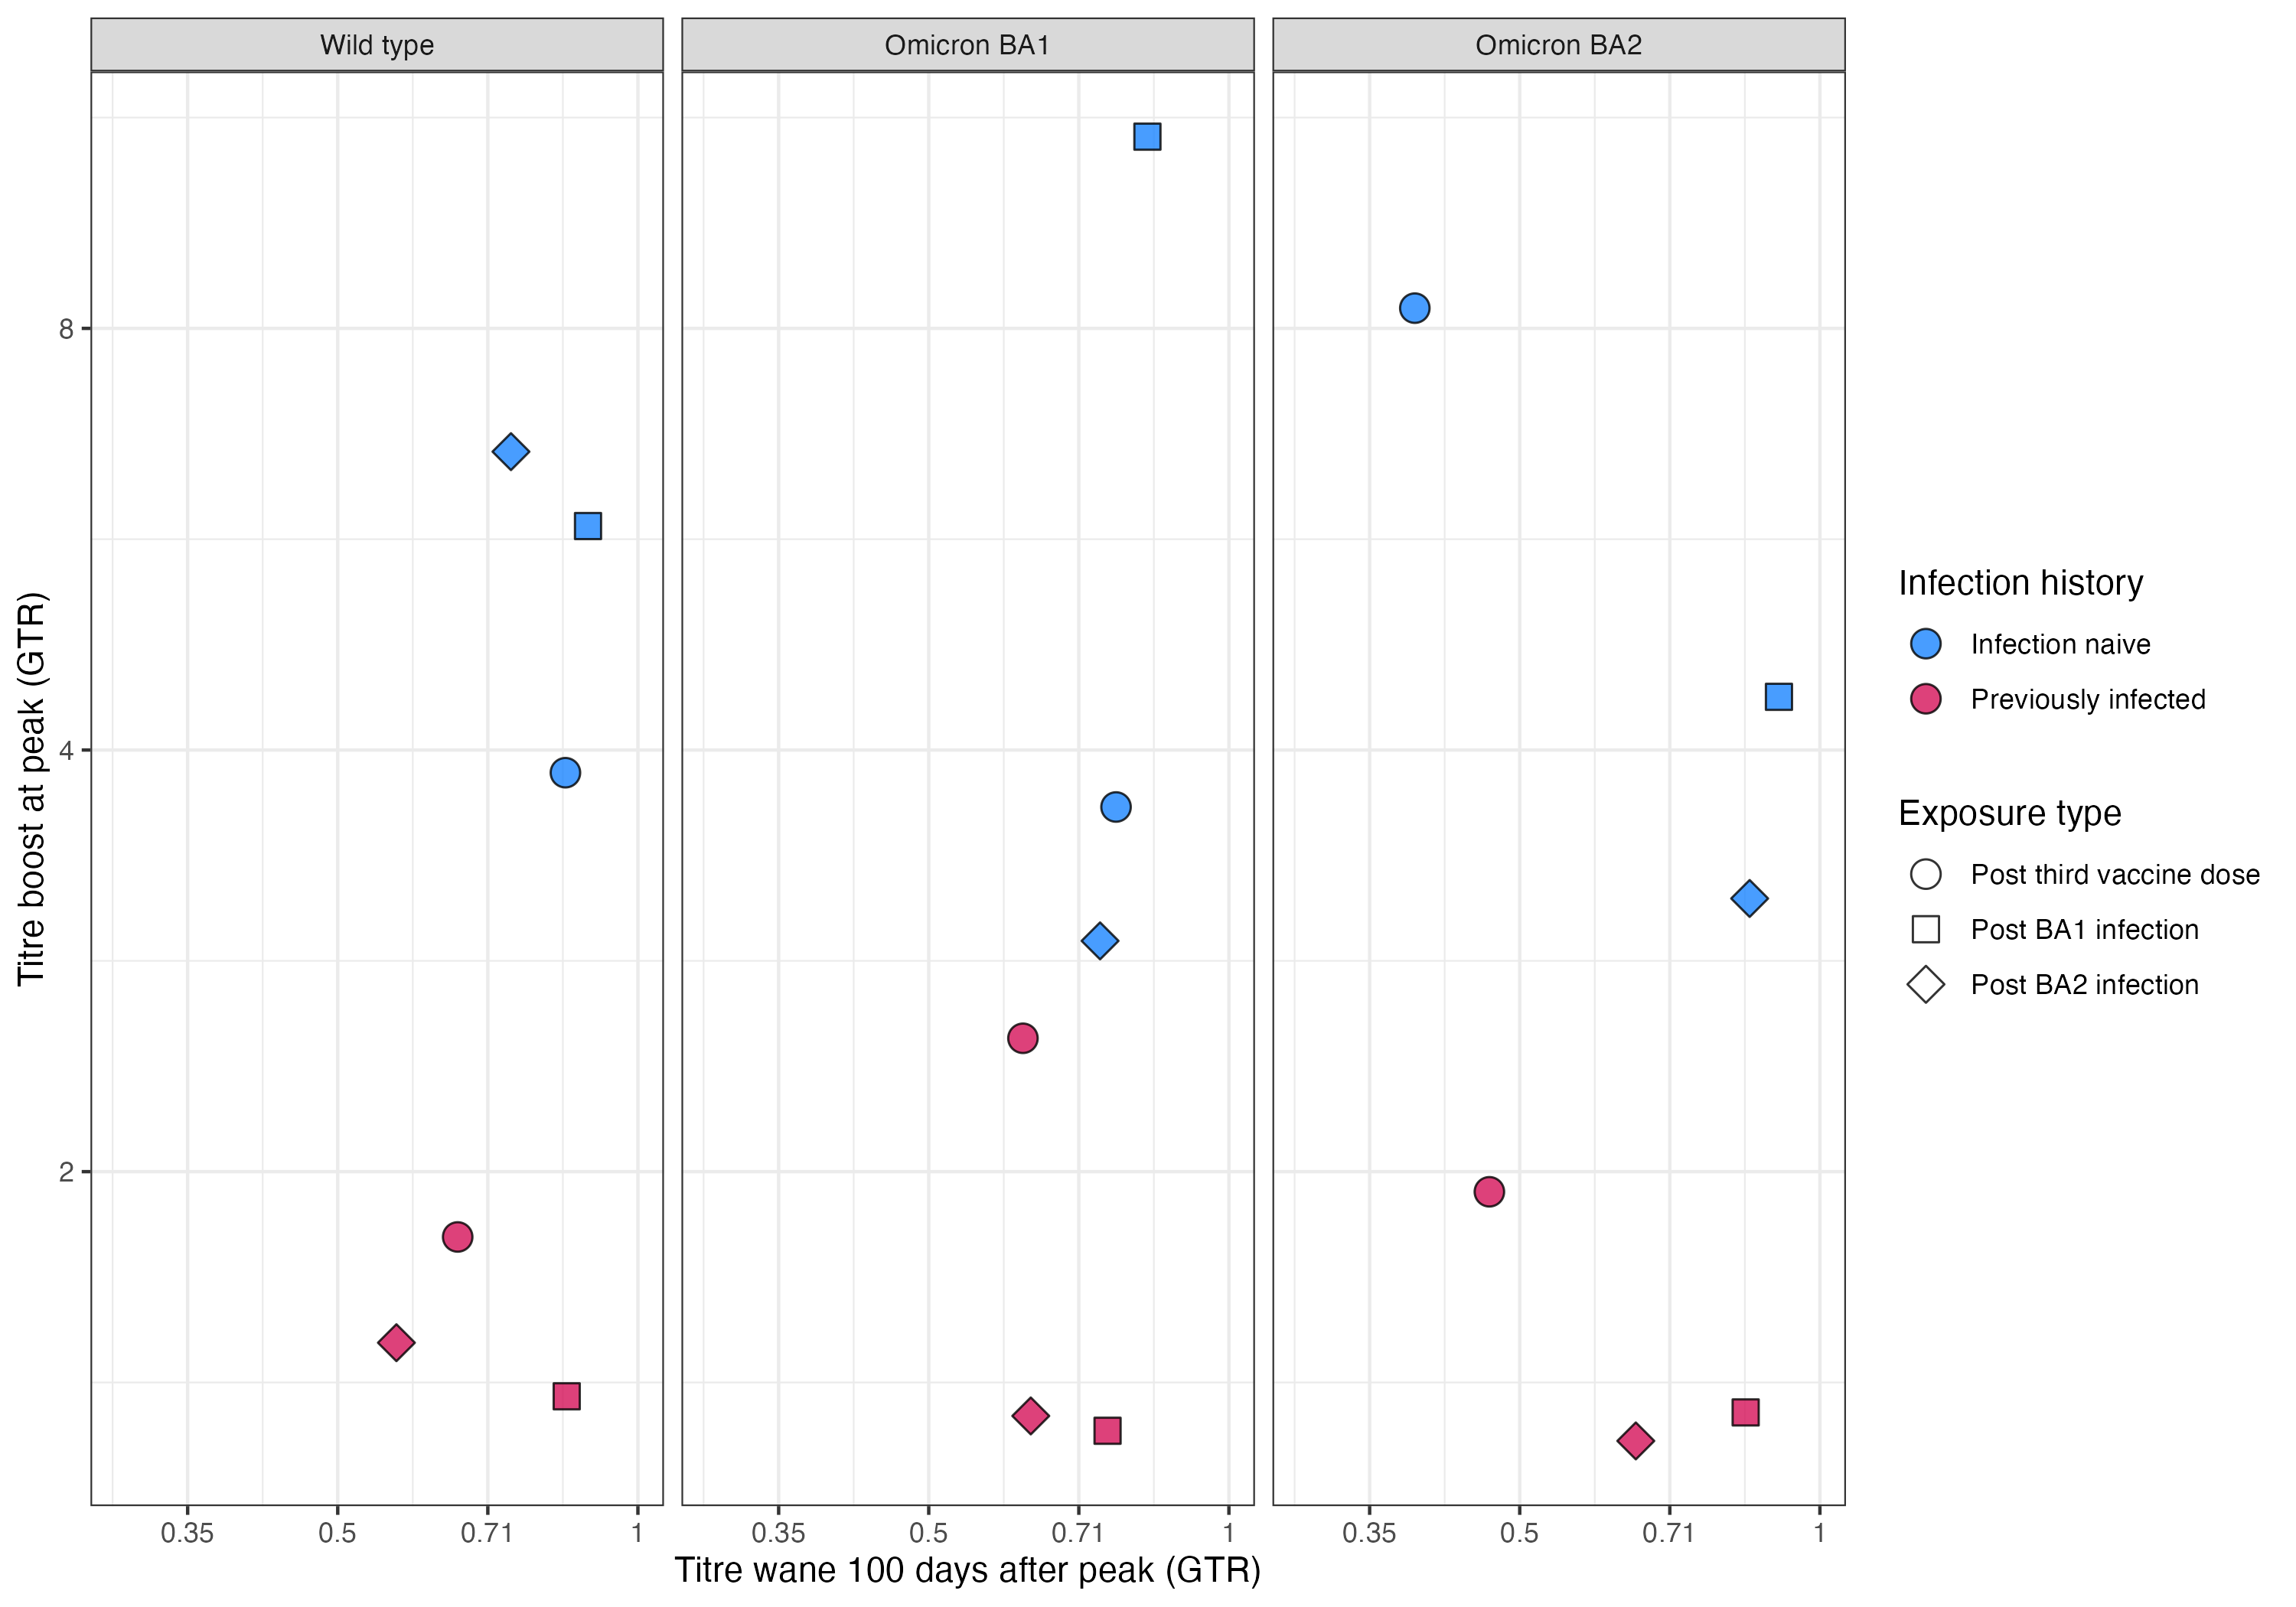 Wild type
Omicron BA1
Omicron BA2
Titre boost at peak (GTR)
8
4
2
0.35 0.5 0.71 1
0.35 0.5 0.71 1
0.35 0.5 0.71 1
Titre wane 100 days after peak (GTR)
Infection history
Infection naive
Previously infected
Exposure type
Post third vaccine dose
Post BA1 infection
Post BA2 infection